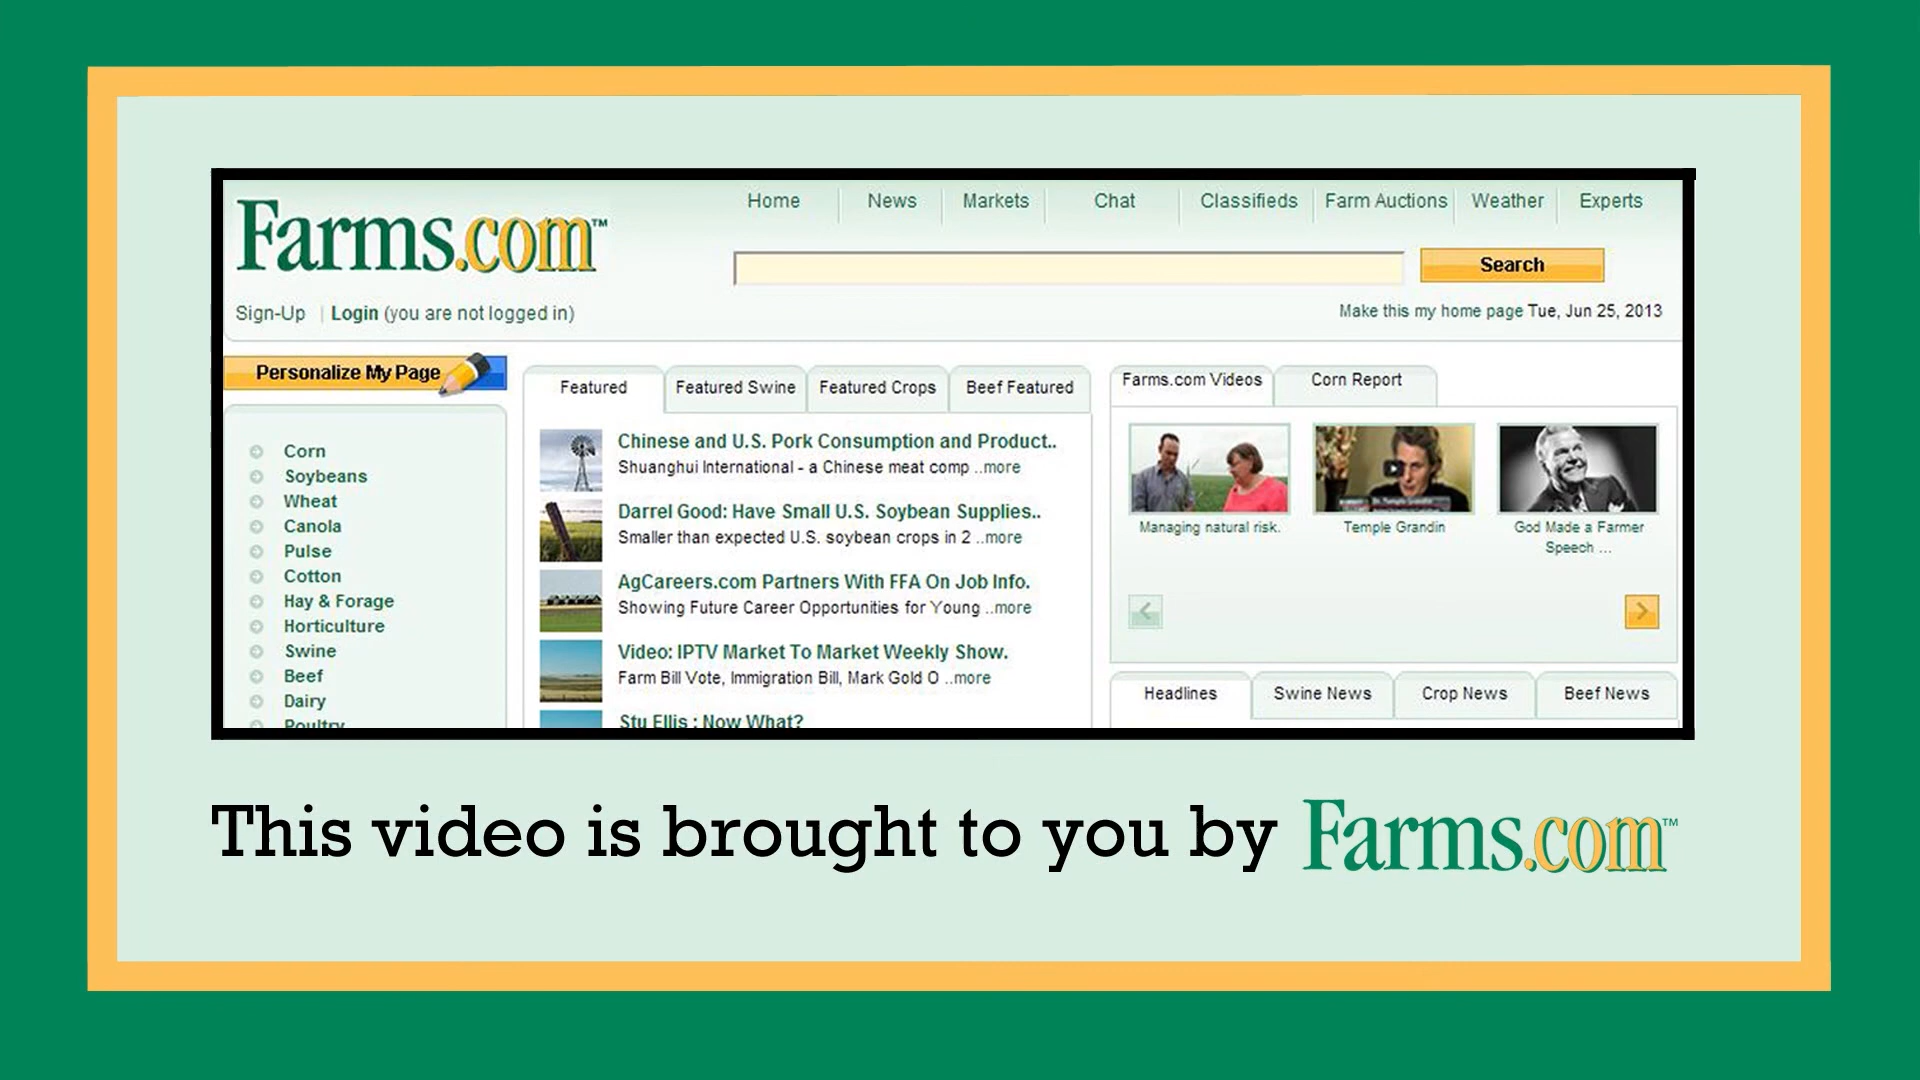 Farms.com™
Home News Markets Chat Classifieds Farm Auctions Weather Experts
Search
Sign-Up | Login (you are not logged in)
Make this my home page Tue, Jun 25, 2013
Personalize My Page
Corn
Soybeans
Wheat
Canola
Pulse
Cotton
Hay & Forage
Horticulture
Swine
Beef
Dairy
Poultry
Featured Featured Swine Featured Crops Beef Featured
Chinese and U.S. Pork Consumption and Product..
Shuanghui International - a Chinese meat comp ..more
Darrel Good: Have Small U.S. Soybean Supplies..
Smaller than expected U.S. soybean crops in 2 ..more
AgCareers.com Partners With FFA On Job Info.
Showing Future Career Opportunities for Young ..more
Video: IPTV Market To Market Weekly Show.
Farm Bill Vote, Immigration Bill, Mark Gold O ..more
Stu Ellis : Now What?
Farms.com Videos Corn Report
Managing natural risk.
Temple Grandin
God Made a Farmer
Speech ...
Headlines Swine News Crop News Beef News
This video is brought to you by Farms.com™